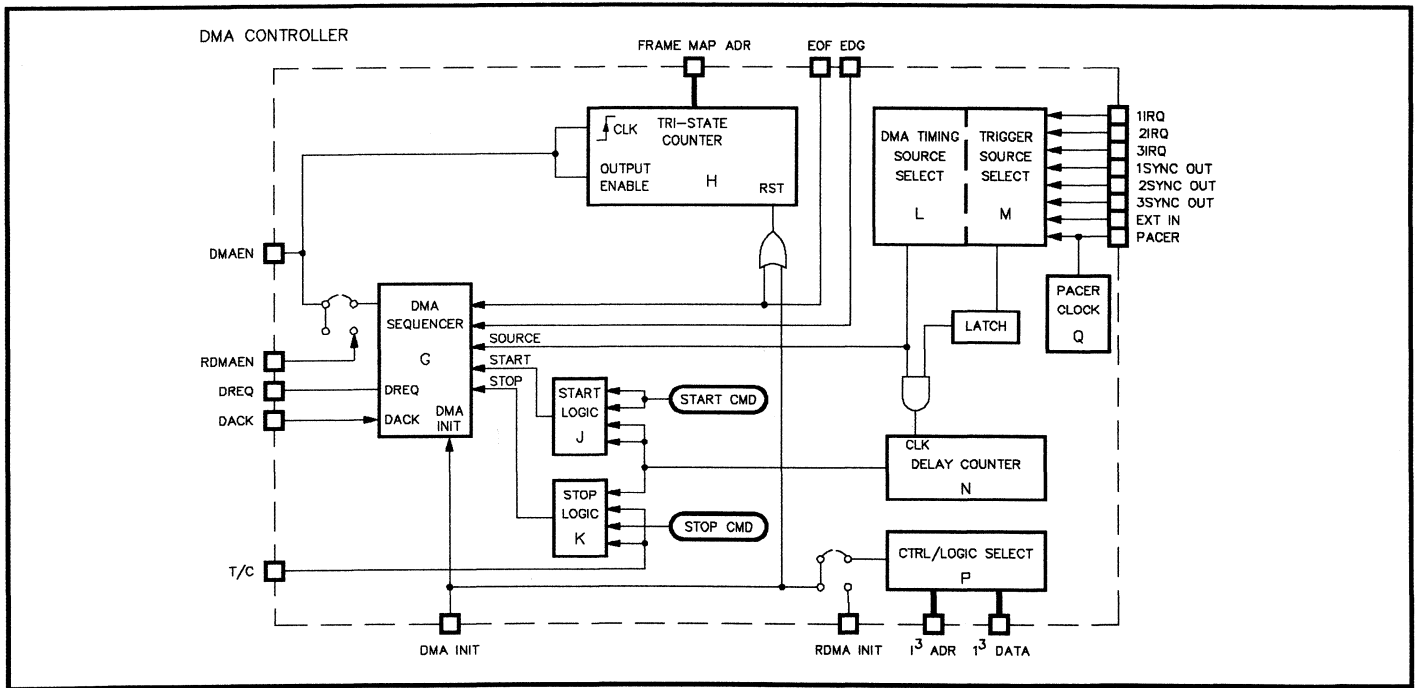 DMA CONTROLLER
FRAME MAP ADR
EOF EDG
CLK
TRI-STATE
COUNTER
OUTPUT
ENABLE
H
RST
DMA TIMING
SOURCE
SELECT
L
TRIGGER
SOURCE
SELECT
M
1IRQ
2IRQ
3IRQ
1SYNC OUT
2SYNC OUT
3SYNC OUT
EXT IN
PACER
PACER
CLOCK
Q
LATCH
DMAEN
RDMAEN
DREQ
DACK
DMA
SEQUENCER
G
DREQ
DACK
DMA
INIT
SOURCE
START
STOP
START
LOGIC
J
START CMD
STOP
LOGIC
K
STOP CMD
CLK
DELAY COUNTER
N
CTRL/LOGIC SELECT
P
T/C
DMA INIT
RDMA INIT
I³ ADR
1³ DATA